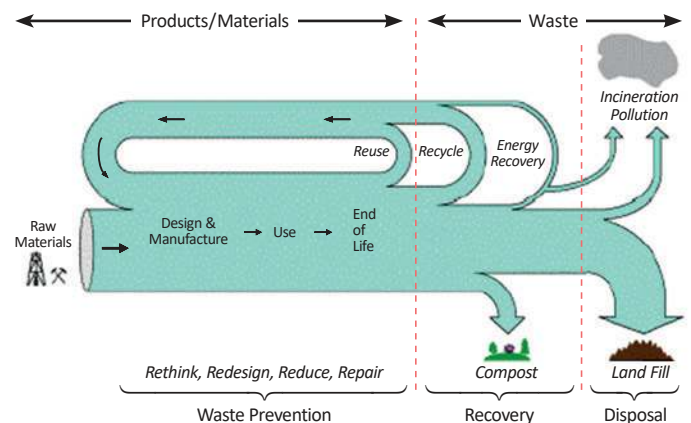 Products/Materials
Waste
Incineration
Pollution
Reuse
Recycle
Energy
Recovery
Raw
Materials
Design &
Manufacture
Use
End
of
Life
Rethink, Redesign, Reduce, Repair
Compost
Land Fill
Waste Prevention
Recovery
Disposal